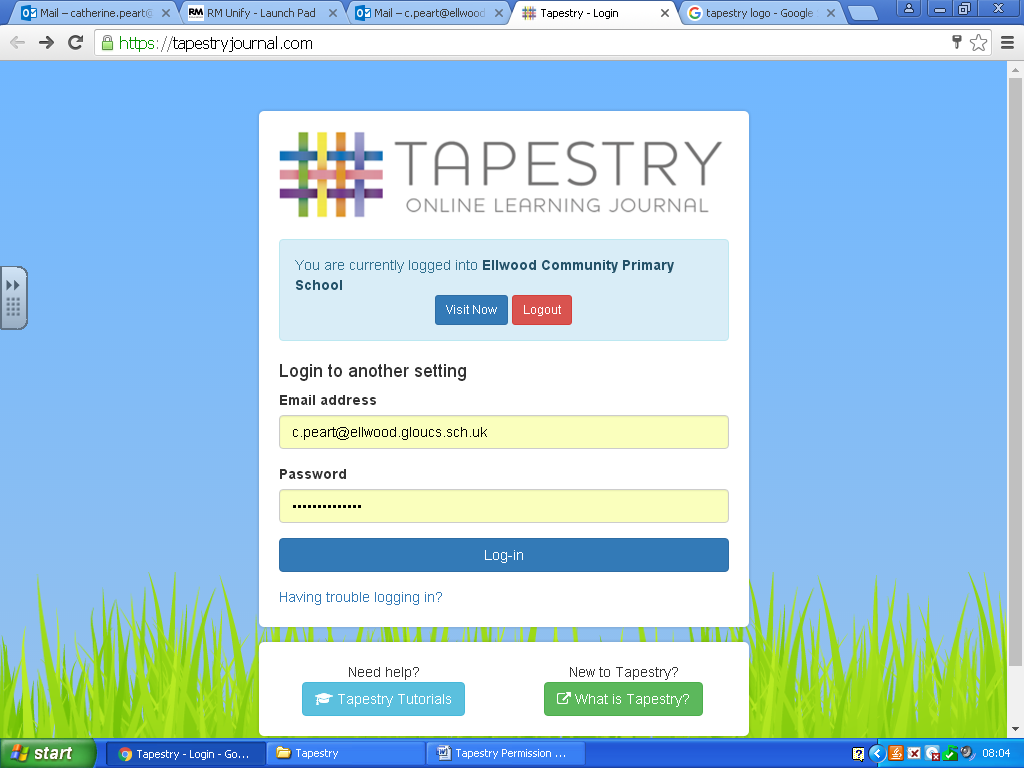 Mail – catherine.peart@
RM RM Unify - Launch Pad
Mail – c.peart@ellwood
Tapestry - Login
tapestry logo - Google
https://tapestryjournal.com
TAPESTRY
ONLINE LEARNING JOURNAL
You are currently logged into Ellwood Community Primary
School
Visit Now
Logout
Login to another setting
Email address
c.peart@ellwood.gloucs.sch.uk
Password
Log-in
Having trouble logging in?
Need help?
Tapestry Tutorials
New to Tapestry?
What is Tapestry?
start
Tapestry - Login - Go...
Tapestry
Tapestry Permission ...
08:04